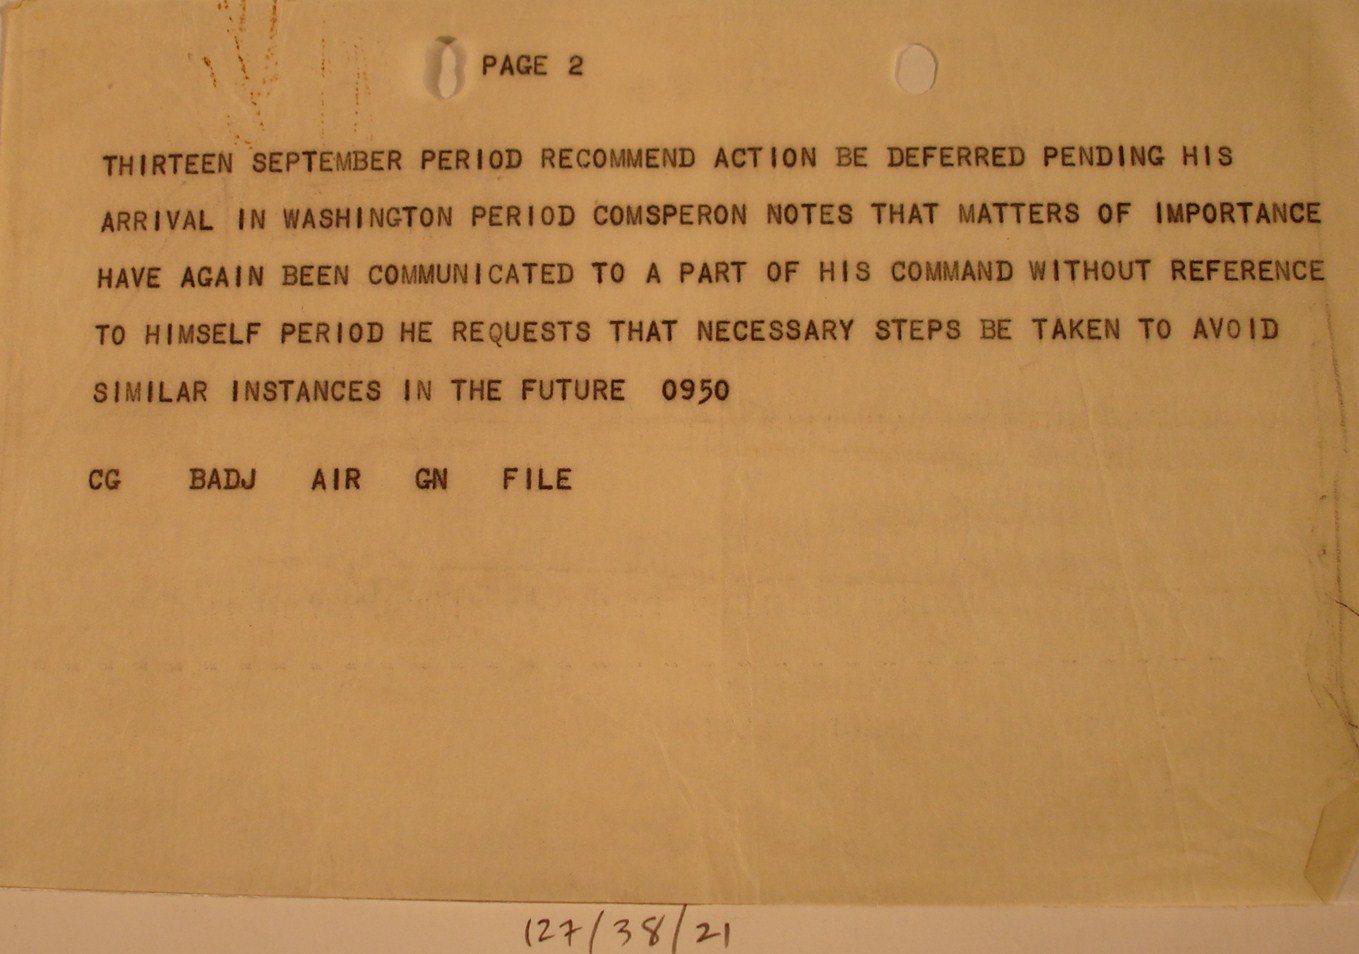 PAGE 2
THIRTEEN SEPTEMBER PERIOD RECOMMEND ACTION BE DEFERRED PENDING HIS
ARRIVAL IN WASHINGTON PERIOD COMSPERON NOTES THAT MATTERS OF IMPORTANCE
HAVE AGAIN BEEN COMMUNICATED TO A PART OF HIS COMMAND WITHOUT REFERENCE
TO HIMSELF PERIOD HE REQUESTS THAT NECESSARY STEPS BE TAKEN TO AVOID
SIMILAR INSTANCES IN THE FUTURE 0950
CG BADJ AIR GN FILE
127/38/21